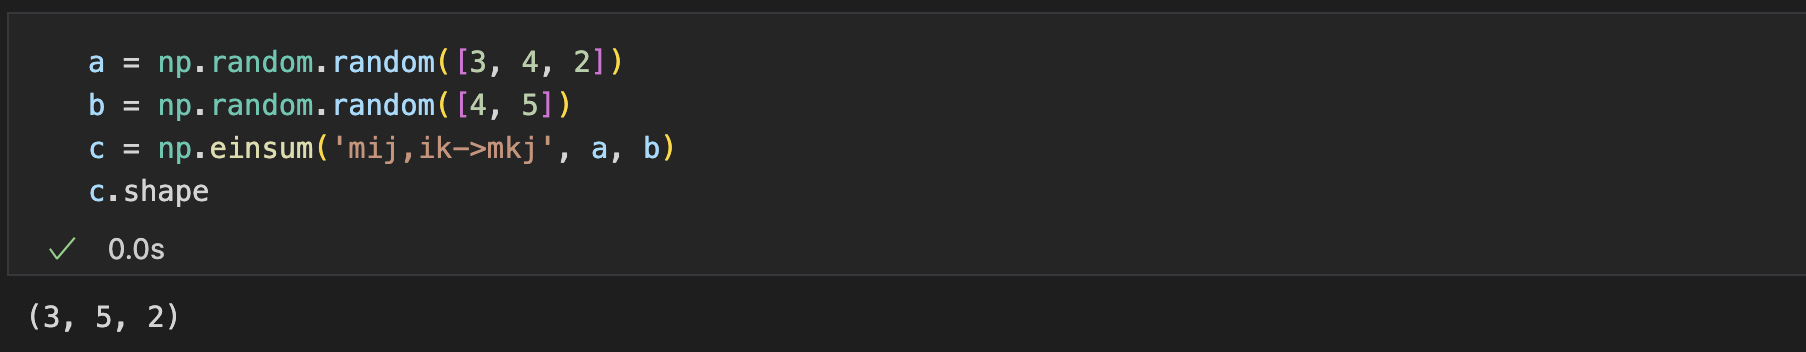 a = np.random.random([3, 4, 2])
b = np.random.random([4, 5])
c = np.einsum('mij,ik->mkj', a, b)
c.shape
✓ 0.0s
(3, 5, 2)